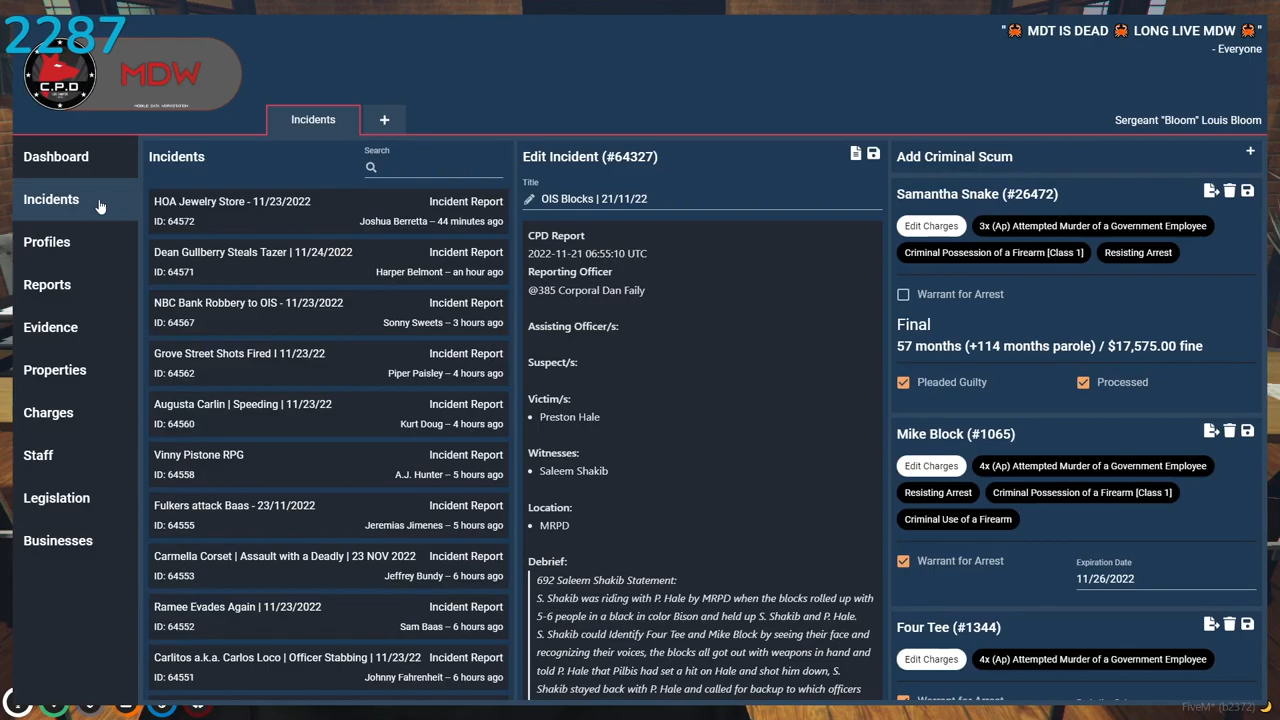 2287
C.P.D
MDW
MOBILE DATA WORKSTATION
" MDT IS DEAD LONG LIVE MDW "
- Everyone
Incidents
+
Sergeant "Bloom" Louis Bloom
Dashboard
Incidents
Profiles
Reports
Evidence
Properties
Charges
Staff
Legislation
Businesses
Incidents
Search
HOA Jewelry Store - 11/23/2022 Incident Report
ID: 64572 Joshua Berretta -- 44 minutes ago
Dean Gullberry Steals Tazer | 11/24/2022 Incident Report
ID: 64571 Harper Belmont -- an hour ago
NBC Bank Robbery to OIS - 11/23/2022 Incident Report
ID: 64567 Sonny Sweets -- 3 hours ago
Grove Street Shots Fired I 11/23/22 Incident Report
ID: 64562 Piper Paisley -- 4 hours ago
Augusta Carlin | Speeding | 11/23/22 Incident Report
ID: 64560 Kurt Doug -- 4 hours ago
Vinny Pistone RPG Incident Report
ID: 64558 A.J. Hunter -- 5 hours ago
Fulkers attack Baas - 23/11/2022 Incident Report
ID: 64555 Jeremias Jimenes -- 5 hours ago
Carmella Corset | Assault with a Deadly | 23 NOV 2022 Incident Report
ID: 64553 Jeffrey Bundy -- 6 hours ago
Ramee Evades Again | 11/23/2022 Incident Report
ID: 64552 Sam Baas -- 6 hours ago
Carlitos a.k.a. Carlos Loco | Officer Stabbing | 11/23/22 Incident Report
ID: 64551 Johnny Fahrenheit -- 6 hours ago
Edit Incident (#64327)
Title
OIS Blocks | 21/11/22
CPD Report
2022-11-21 06:55:10 UTC
Reporting Officer
@385 Corporal Dan Faily
Assisting Officer/s:
Suspect/s:
Victim/s:
• Preston Hale
Witnesses:
• Saleem Shakib
Location:
• MRPD
Debrief:
692 Saleem Shakib Statement:
S. Shakib was riding with P. Hale by MRPD when the blocks rolled up with
5-6 people in a black in color Bison and held up S. Shakib and P. Hale.
S. Shakib could Identify Four Tee and Mike Block by seeing their face and
recognizing their voices, the blocks all got out with weapons in hand and
told P. Hale that Pilbis had set a hit on Hale and shot him down, S.
Shakib stayed back with P. Hale and called for backup to which officers
Add Criminal Scum
+
Samantha Snake (#26472)
Edit Charges 3x (Ap) Attempted Murder of a Government Employee
Criminal Possession of a Firearm [Class 1] Resisting Arrest
Warrant for Arrest
Final
57 months (+114 months parole) / $17,575.00 fine
Pleaded Guilty Processed
Mike Block (#1065)
Edit Charges 4x (Ap) Attempted Murder of a Government Employee
Resisting Arrest Criminal Possession of a Firearm [Class 1]
Criminal Use of a Firearm
Warrant for Arrest Expiration Date
11/26/2022
Four Tee (#1344)
Edit Charges 4x (Ap) Attempted Murder of a Government Employee
FiveM* (b2372)